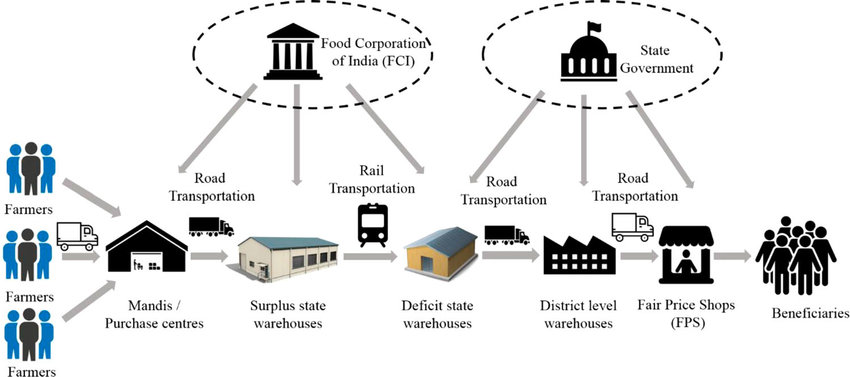 Food Corporation
of India (FCI)
State
Government
Road
Transportation
Rail
Transportation
Road
Transportation
Road
Transportation
Farmers
Farmers
Farmers
Mandis /
Purchase centres
Surplus state
warehouses
Deficit state
warehouses
District level
warehouses
Fair Price Shops
(FPS)
Beneficiaries